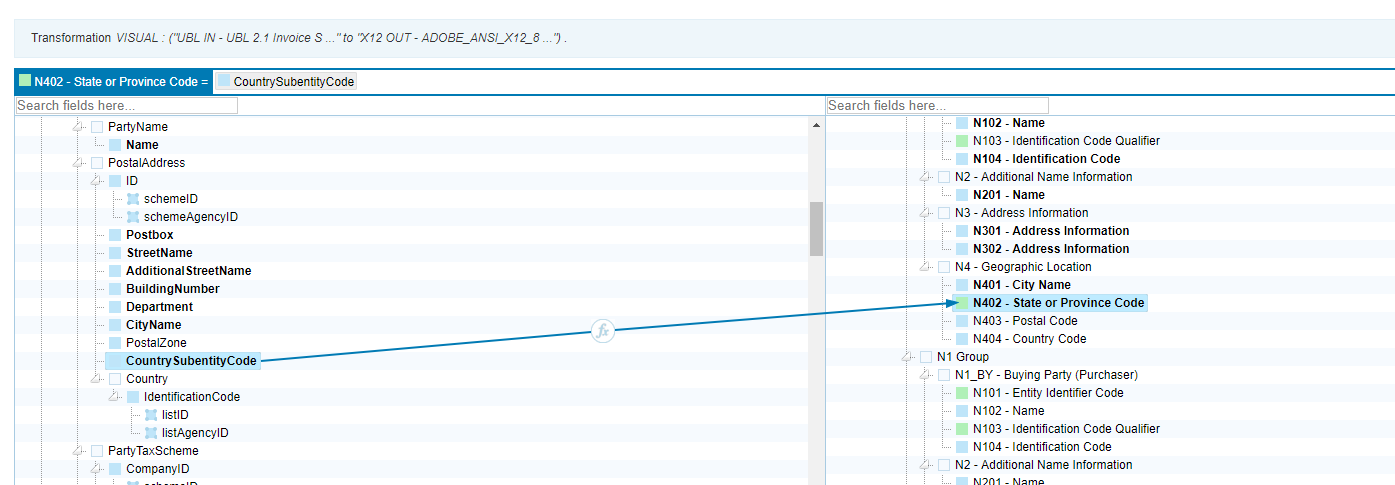 Transformation VISUAL : ("UBL IN - UBL 2.1 Invoice S ..." to "X12 OUT - ADOBE_ANSI_X12_8 ...") .
N402 - State or Province Code = CountrySubentityCode
Search fields here...
PartyName
Name
PostalAddress
ID
schemeID
schemeAgencyID
Postbox
StreetName
AdditionalStreetName
BuildingNumber
Department
CityName
PostalZone
CountrySubentityCode
Country
IdentificationCode
listID
listAgencyID
PartyTaxScheme
CompanyID
schemeID
fx
Search fields here...
N102 - Name
N103 - Identification Code Qualifier
N104 - Identification Code
N2 - Additional Name Information
N201 - Name
N3 - Address Information
N301 - Address Information
N302 - Address Information
N4 - Geographic Location
N401 - City Name
N402 - State or Province Code
N403 - Postal Code
N404 - Country Code
N1 Group
N1_BY - Buying Party (Purchaser)
N101 - Entity Identifier Code
N102 - Name
N103 - Identification Code Qualifier
N104 - Identification Code
N2 - Additional Name Information
N201 - Name